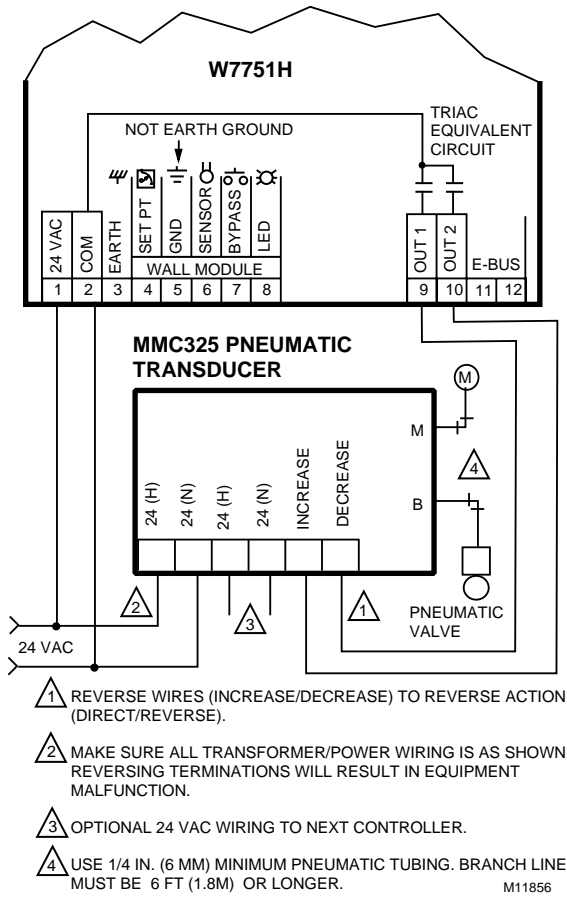 W7751H
TRIAC
EQUIVALENT
CIRCUIT
NOT EARTH GROUND
24 VAC
COM
EARTH
SET PT
GND
SENSOR
BYPASS
LED
WALL MODULE
OUT 1
OUT 2
E-BUS
1 2 3 4 5 6 7 8 9 10 11 12
MMC325 PNEUMATIC
TRANSDUCER
M
M
4
B
24 (H)
24 (N)
24 (H)
24 (N)
INCREASE
DECREASE
2
3
1
PNEUMATIC
VALVE
24 VAC
1 REVERSE WIRES (INCREASE/DECREASE) TO REVERSE ACTION
(DIRECT/REVERSE).
2 MAKE SURE ALL TRANSFORMER/POWER WIRING IS AS SHOWN
REVERSING TERMINATIONS WILL RESULT IN EQUIPMENT
MALFUNCTION.
3 OPTIONAL 24 VAC WIRING TO NEXT CONTROLLER.
4 USE 1/4 IN. (6 MM) MINIMUM PNEUMATIC TUBING. BRANCH LINE
MUST BE 6 FT (1.8M) OR LONGER.
M11856